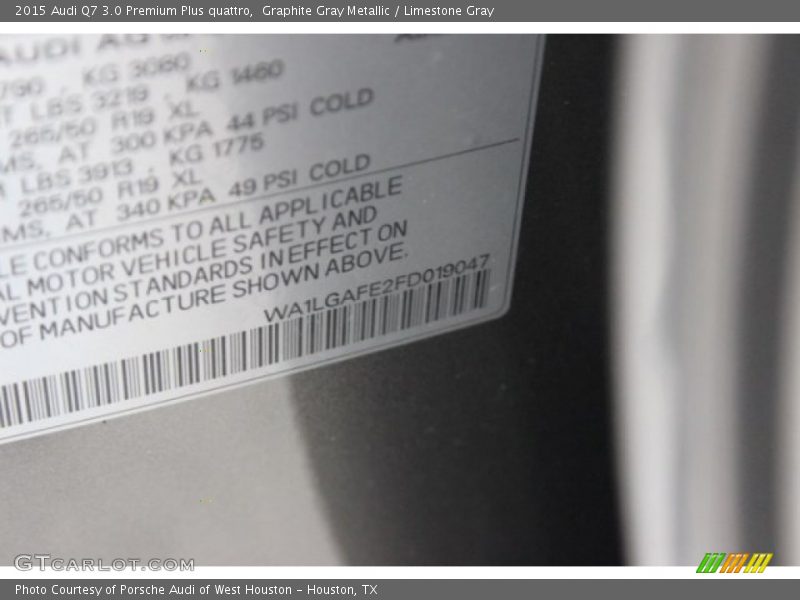 2015 Audi Q7 3.0 Premium Plus quattro,  Graphite Gray Metallic / Limestone Gray
AUDI AG
790 , KG 3060
LBS 3219 , KG 1460
265/50 R19 XL
MS, AT 300 KPA 44 PSI COLD
LBS 3913 , KG 1775
265/50 R19 XL
MS, AT 340 KPA 49 PSI COLD
LE CONFORMS TO ALL APPLICABLE
AL MOTOR VEHICLE SAFETY AND
VENTION STANDARDS IN EFFECT ON
OF MANUFACTURE SHOWN ABOVE.
WA1LGAFE2FD019047
GTCARLOT.COM
Photo Courtesy of Porsche Audi of West Houston - Houston, TX